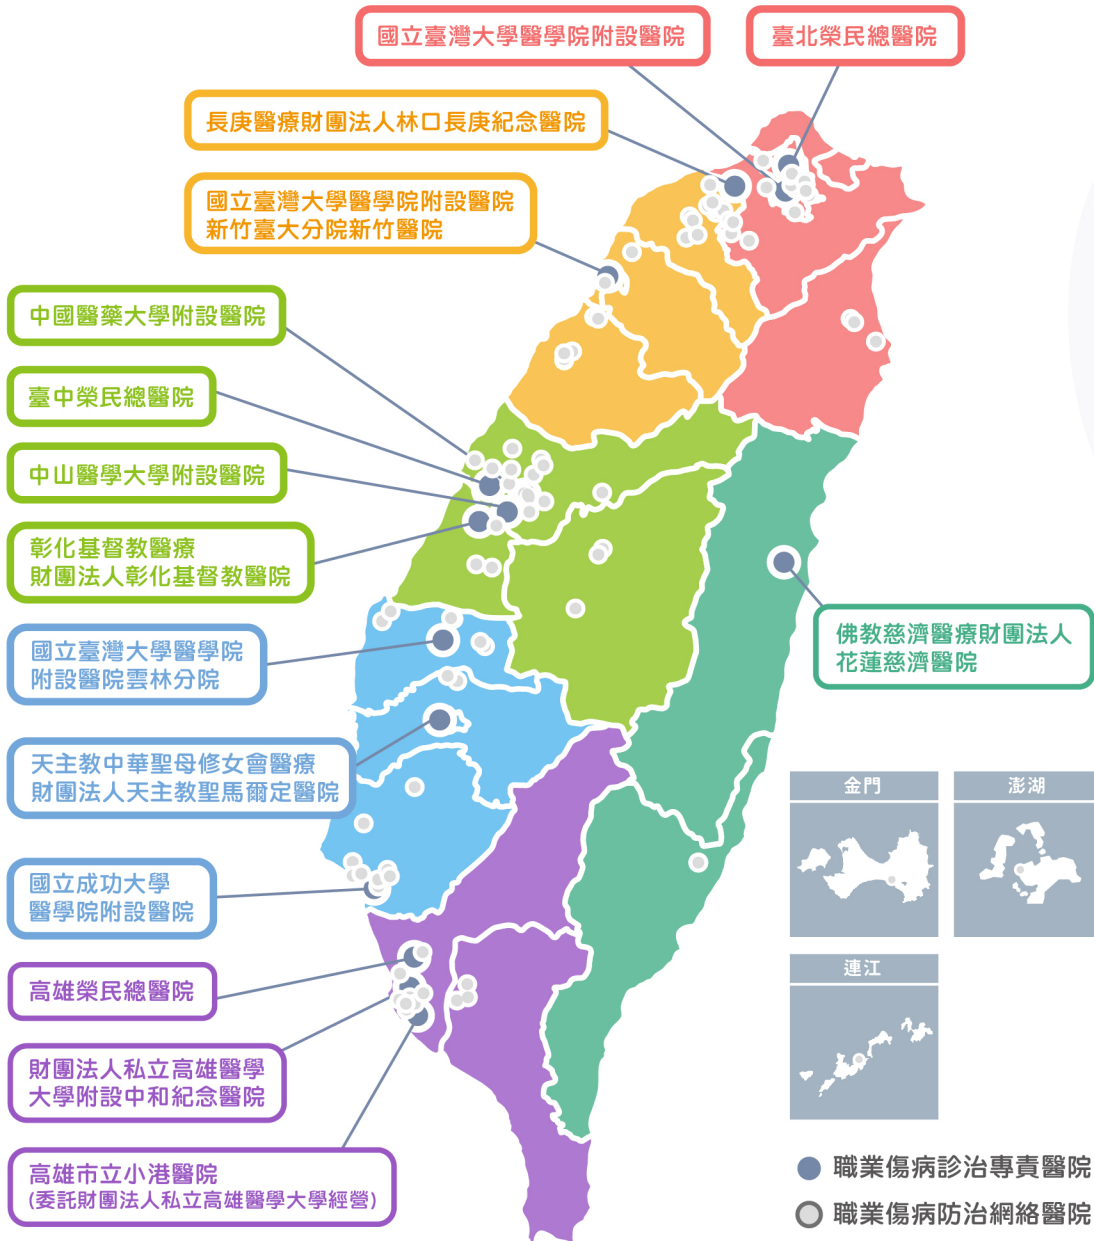 國立臺灣大學醫學院附設醫院
臺北榮民總醫院
長庚醫療財團法人林口長庚紀念醫院
國立臺灣大學醫學院附設醫院
新竹臺大分院新竹醫院
中國醫藥大學附設醫院
臺中榮民總醫院
中山醫學大學附設醫院
彰化基督教醫療
財團法人彰化基督教醫院
國立臺灣大學醫學院
附設醫院雲林分院
天主教中華聖母修女會醫療
財團法人天主教聖馬爾定醫院
國立成功大學
醫學院附設醫院
高雄榮民總醫院
財團法人私立高雄醫學
大學附設中和紀念醫院
高雄市立小港醫院
(委託財團法人私立高雄醫學大學經營)
佛教慈濟醫療財團法人
花蓮慈濟醫院
金門
澎湖
連江
職業傷病診治專責醫院
職業傷病防治網絡醫院